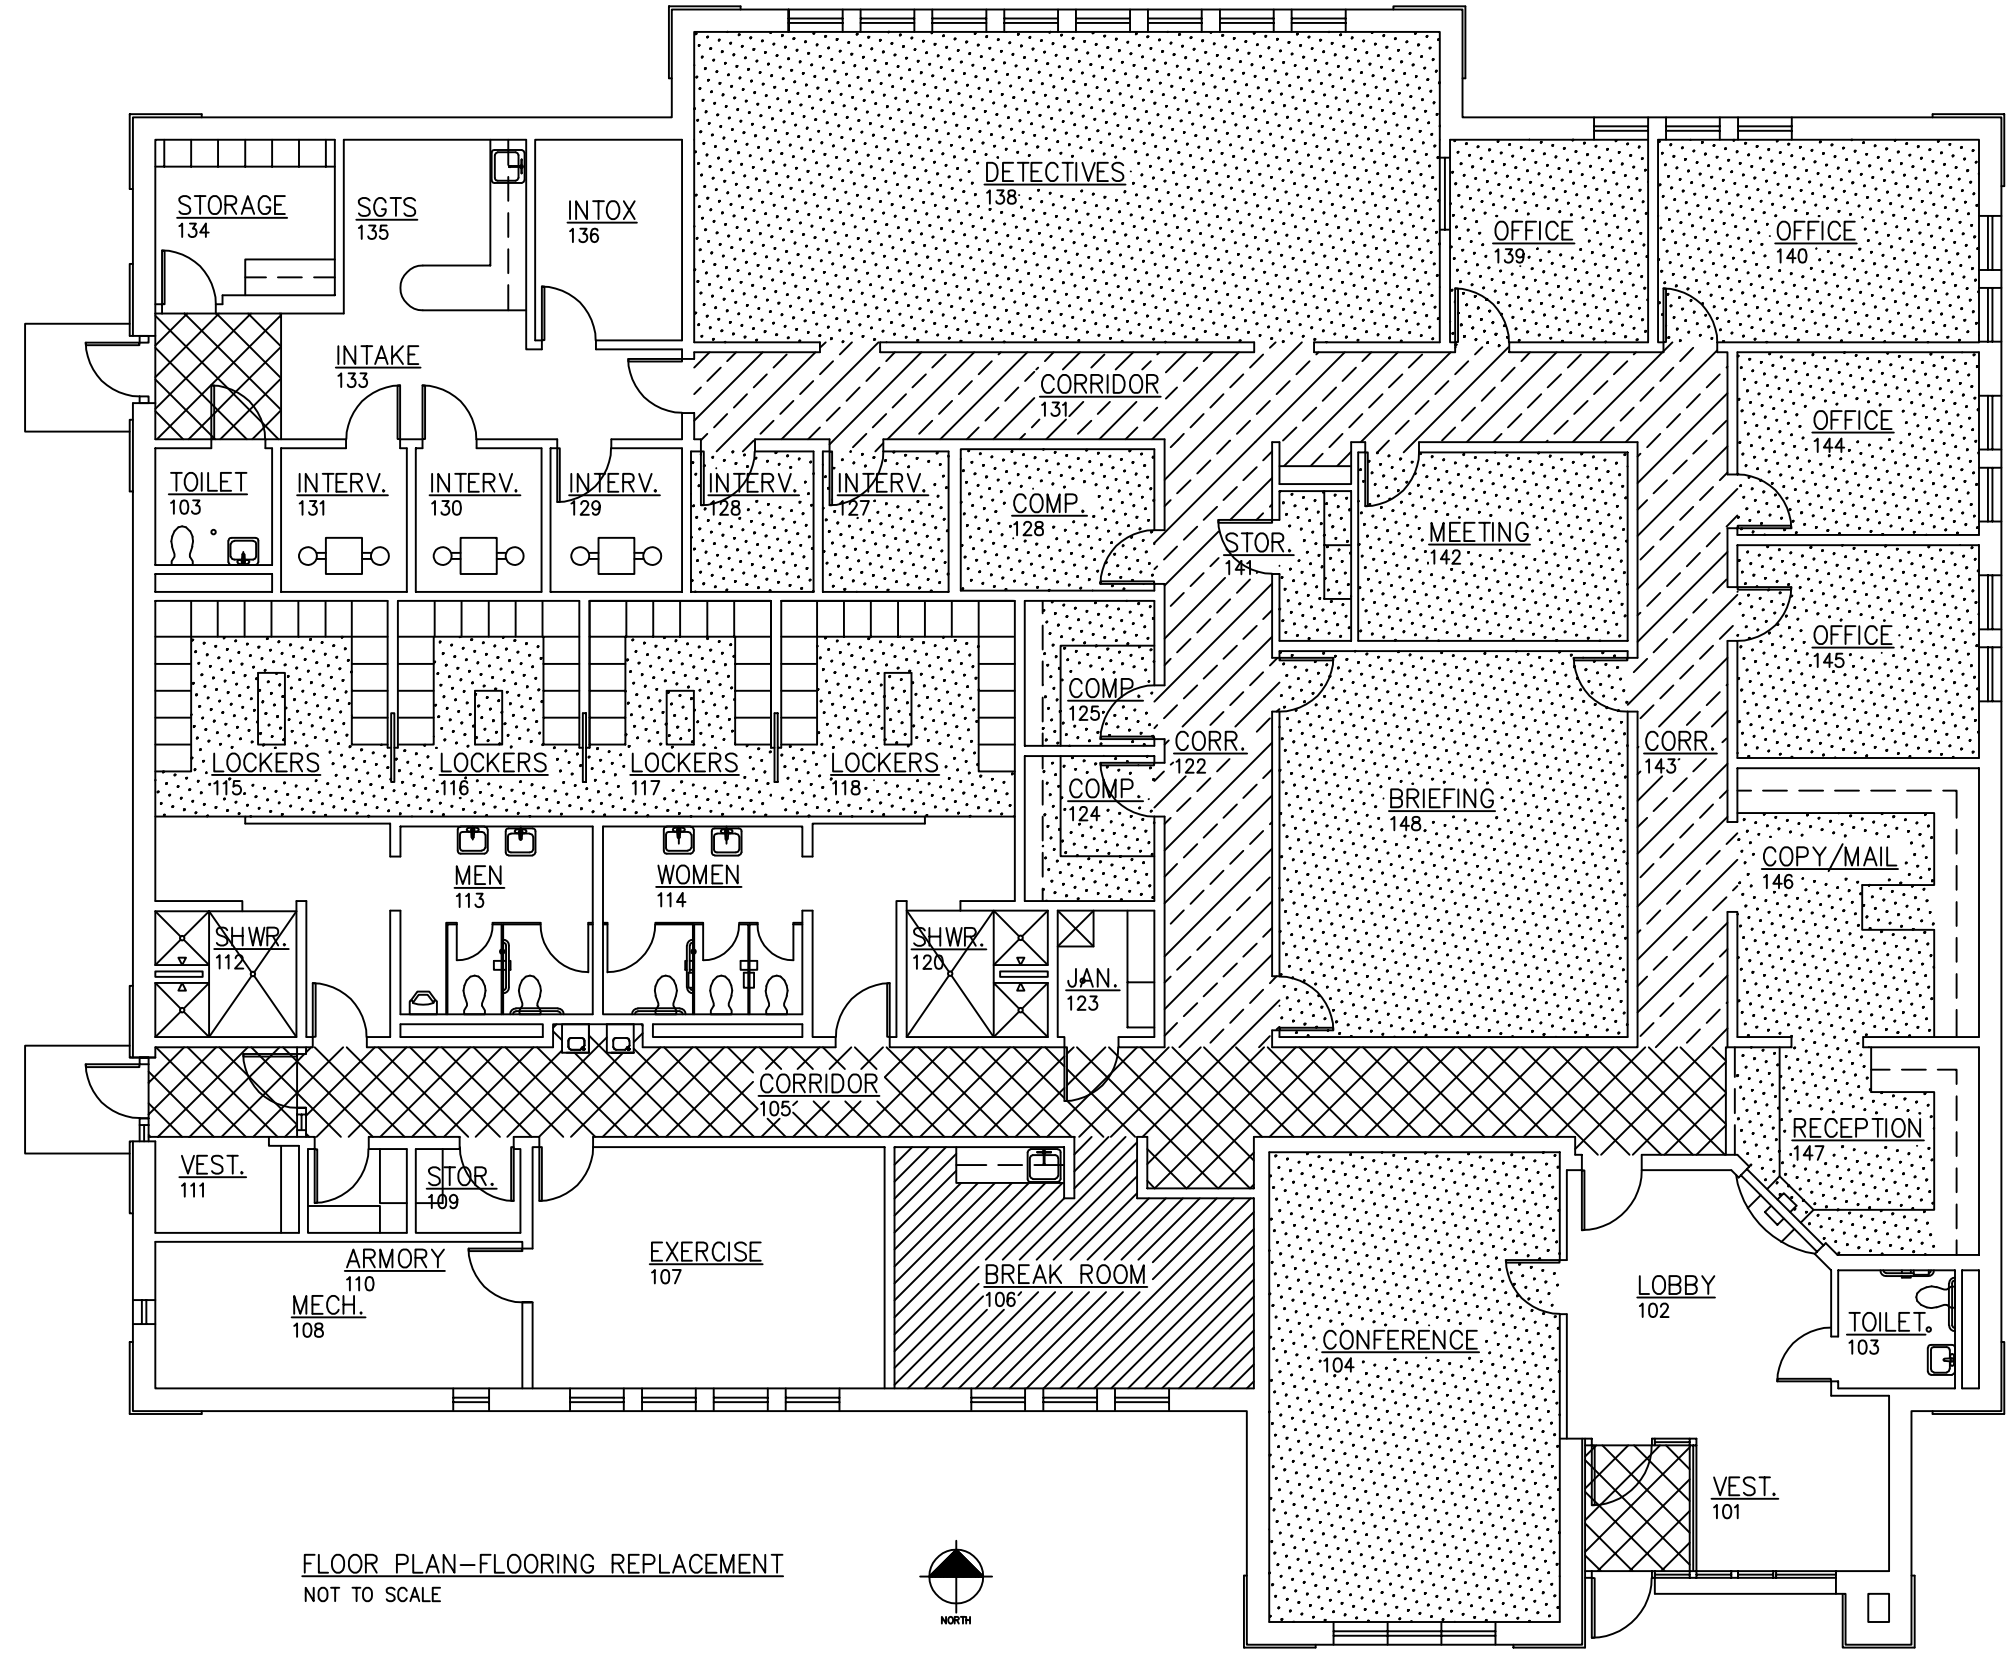 DETECTIVES
138
STORAGE
134
SGTS
135
INTOX
136
OFFICE
139
OFFICE
140
INTAKE
133
CORRIDOR
131
OFFICE
144
TOILET
103
INTERV.
131
INTERV.
130
INTERV.
129
INTERV.
128
INTERV.
127
COMP.
128
STOR.
141
MEETING
142
OFFICE
145
COMP.
125
LOCKERS
115
LOCKERS
116
LOCKERS
117
LOCKERS
118
CORR.
122
CORR.
143
COMP.
124
BRIEFING
148
COPY/MAIL
146
MEN
113
WOMEN
114
SHWR.
112
SHWR.
120
JAN.
123
CORRIDOR
105
RECEPTION
147
VEST.
111
STOR.
109
ARMORY
110
EXERCISE
107
BREAK ROOM
106
LOBBY
102
MECH.
108
CONFERENCE
104
TOILET
103
VEST.
101
FLOOR PLAN-FLOORING REPLACEMENT
NOT TO SCALE
NORTH